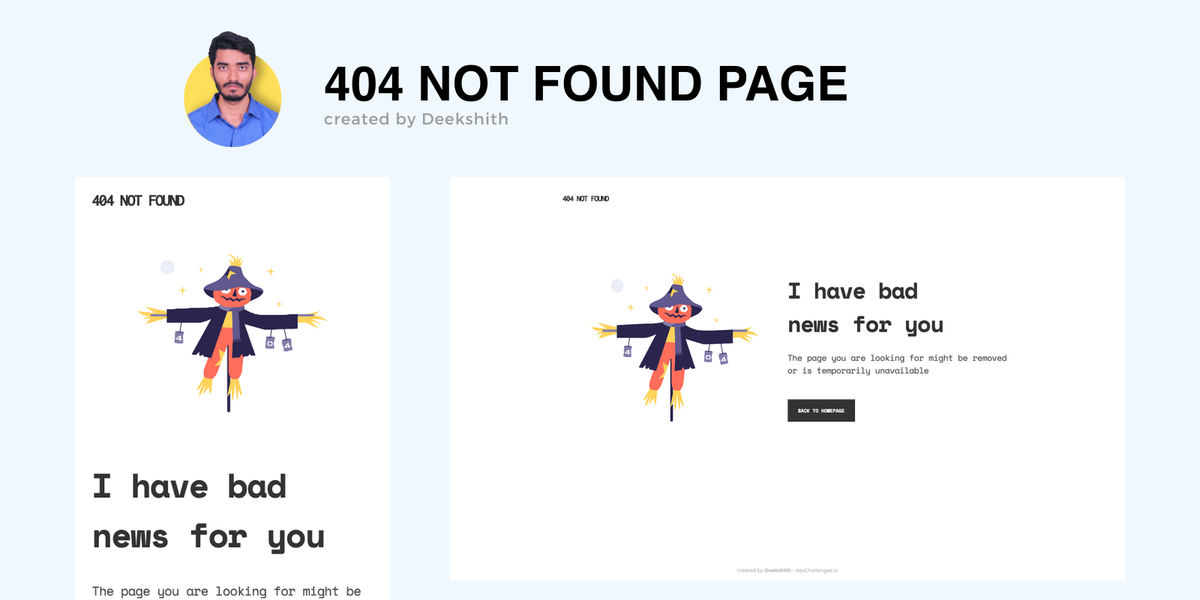 404 NOT FOUND PAGE
created by Deekshith
404 NOT FOUND
4
0
4
I have bad
news for you
The page you are looking for might be
404 NOT FOUND
4
0
4
I have bad
news for you
The page you are looking for might be removed
or is temporarily unavailable
BACK TO HOMEPAGE
created by Deekshith - devChallenges.io